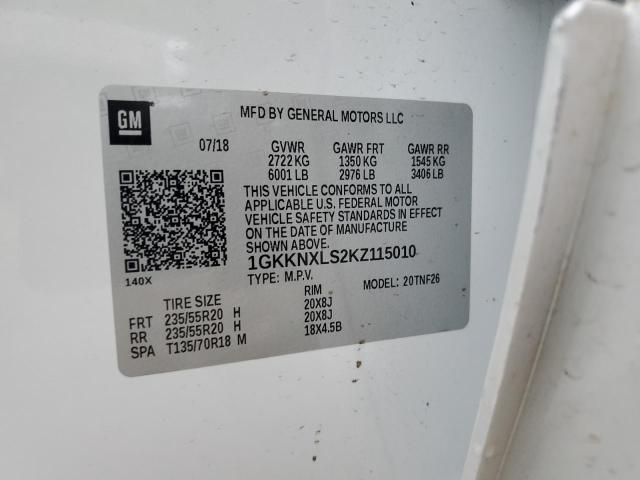 GM
MFD BY GENERAL MOTORS LLC
07/18 GVWR GAWR FRT GAWR RR
2722 KG 1350 KG 1545 KG
6001 LB 2976 LB 3406 LB
THIS VEHICLE CONFORMS TO ALL
APPLICABLE U.S. FEDERAL MOTOR
VEHICLE SAFETY STANDARDS IN EFFECT
ON THE DATE OF MANUFACTURE
SHOWN ABOVE.
1GKKNXLS2KZ115010
140X TYPE: M.P.V. MODEL: 20TNF26
TIRE SIZE RIM
FRT 235/55R20 H 20X8J
RR 235/55R20 H 20X8J
SPA T135/70R18 M 18X4.5B